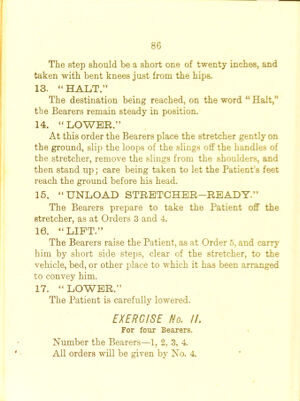 86
The step should be a short one of twenty inches, and
taken with bent knees just from the hips.
13. "HALT."
The destination being reached, on the word "Halt,"
the Bearers remain steady in position.
14. "LOWER."
At this order the Bearers place the stretcher gently on
the ground, slip the loops of the slings off the handles of
the stretcher, remove the slings from the shoulders, and
then stand up; care being taken to let the Patient's feet
reach the ground before his head.
15. "UNLOAD STRETCHER—READY."
The Bearers prepare to take the Patient off the
stretcher, as at Orders 3 and 4.
16. "LIFT."
The Bearers raise the Patient, as at Order 5, and carry
him by short side steps, clear of the stretcher, to the
vehicle, bed, or other place to which it has been arranged
to convey him.
17. "LOWER."
The Patient is carefully lowered.
EXERCISE No. II.
For four Bearers.
Number the Bearers—1, 2, 3, 4.
All orders will be given by No. 4.